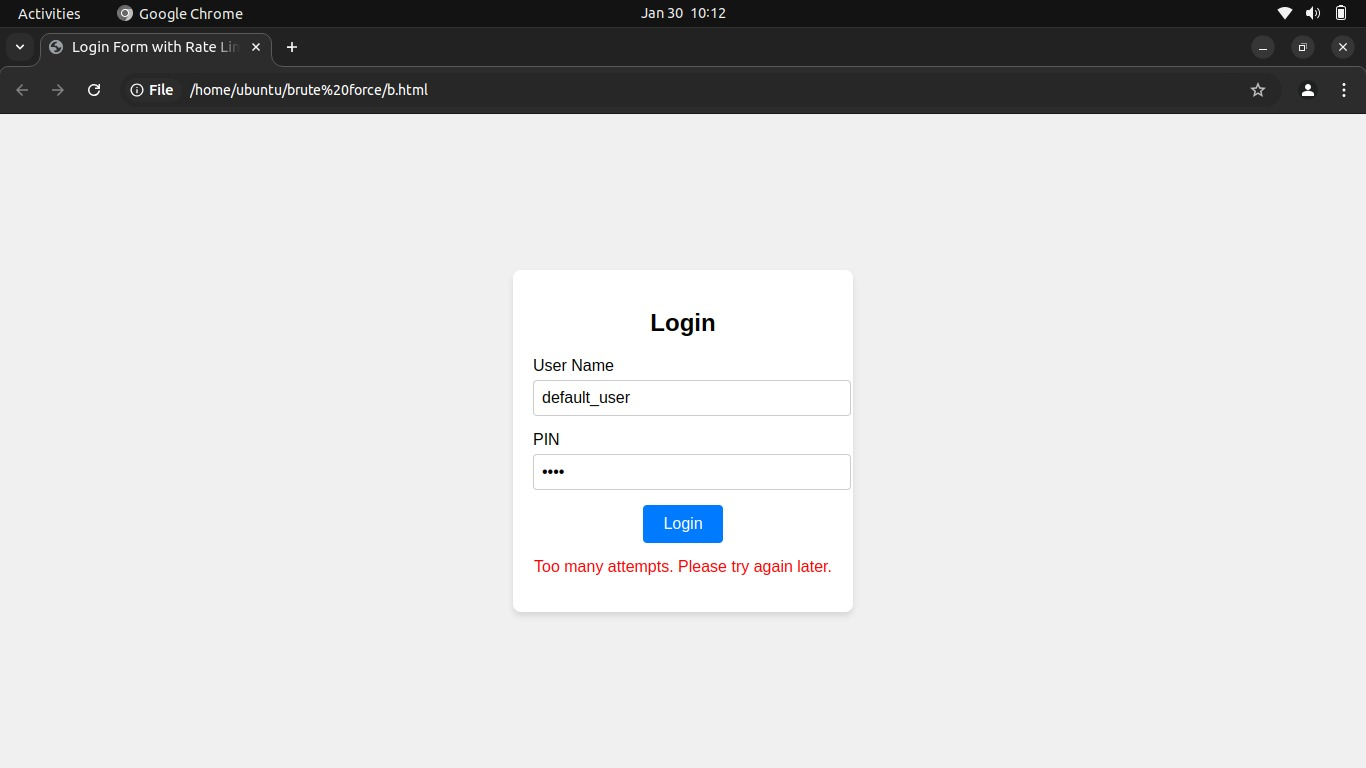 Activities
Google Chrome
Jan 30 10:12
Login Form with Rate Lin
File
/home/ubuntu/brute%20force/b.html
Login
User Name
default_user
PIN
••••
Login
Too many attempts. Please try again later.